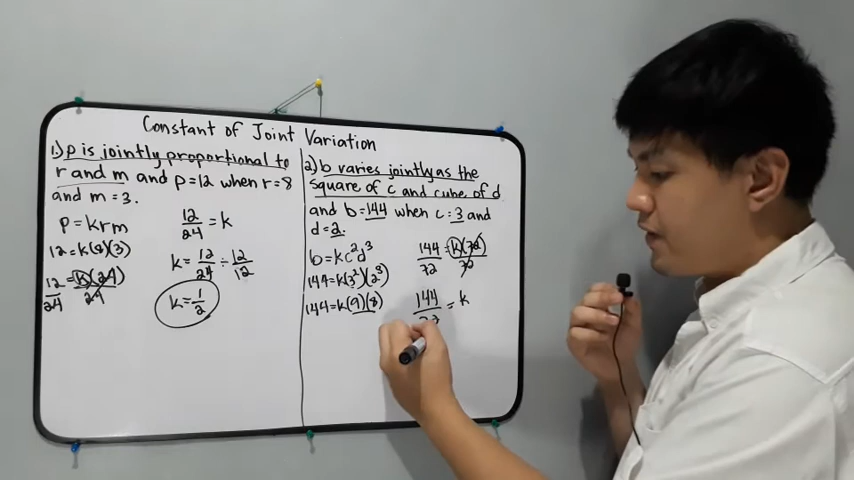 Constant of Joint Variation
1) p is jointly proportional to
r and m and p=12 when r=8
and m = 3.
p = krm
12=k(8)(3)
12/24 = k(24)/24
12/24 = k
k = 12/24 ÷ 12/12
k = 1/2
2) b varies jointly as the
square of c and cube of d
and b=144 when c=3 and
d=2.
b=kc²d³
144=k(3²)(2³)
144=k(9)(8)
144/72 = k(72)/72
144/72 = k